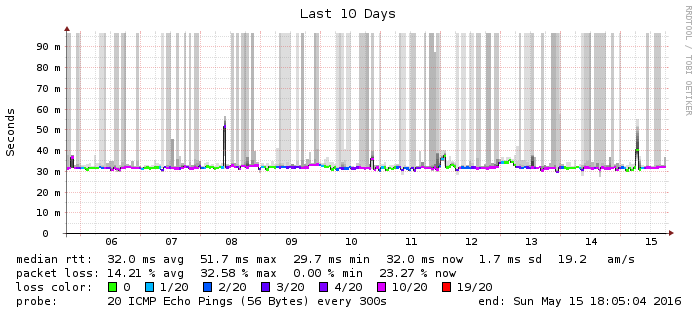 Last 10 Days
RRDTOOL / TOBI OETIKER
Seconds
90 m
80 m
70 m
60 m
50 m
40 m
30 m
20 m
10 m
0
06 07 08 09 10 11 12 13 14 15
median rtt: 32.0 ms avg 51.7 ms max 29.7 ms min 32.0 ms now 1.7 ms sd 19.2 am/s
packet loss: 14.21 % avg 32.58 % max 0.00 % min 23.27 % now
loss color: 0 1/20 2/20 3/20 4/20 10/20 19/20
probe: 20 ICMP Echo Pings (56 Bytes) every 300s end: Sun May 15 18:05:04 2016